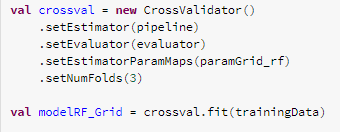 val crossval = new CrossValidator()
.setEstimator(pipeline)
.setEvaluator(evaluator)
.setEstimatorParamMaps(paramGrid_rf)
.setNumFolds(3)
val modelRF_Grid = crossval.fit(trainingData)